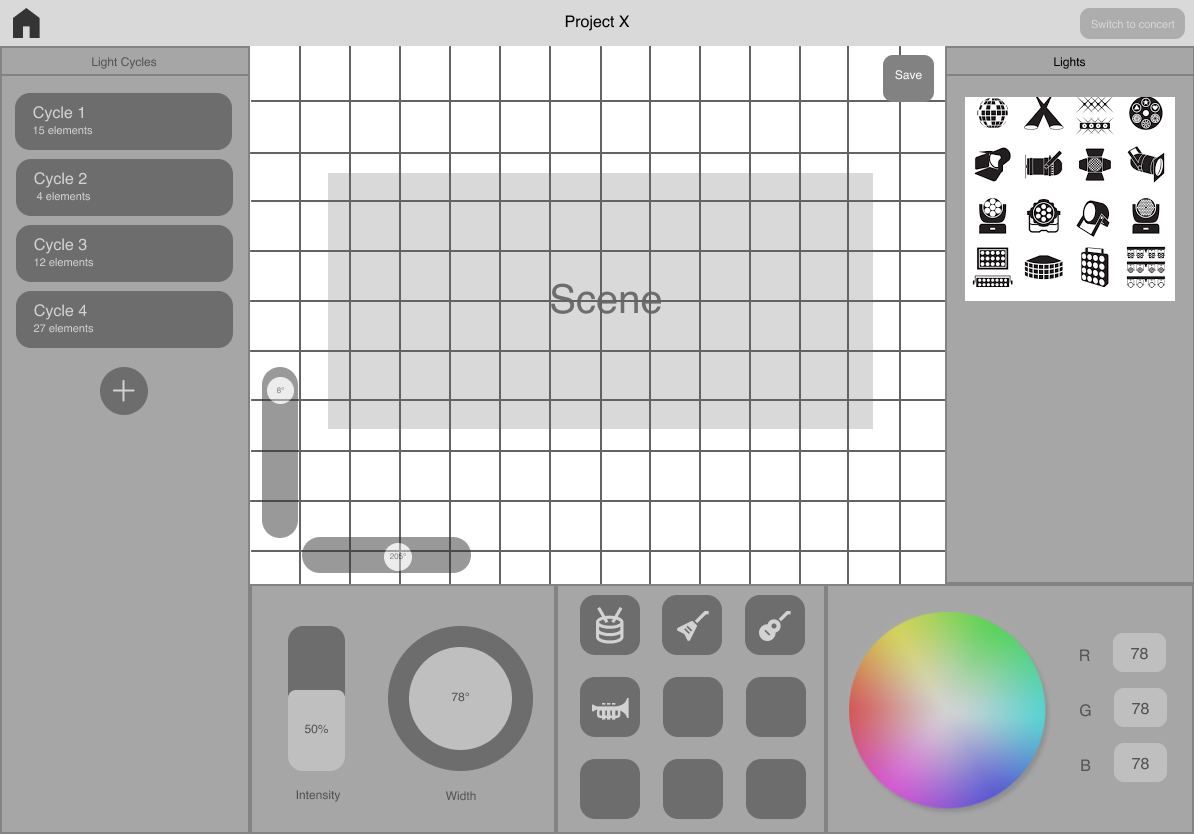 Project X
Switch to concert
Light Cycles
Lights
Save
Cycle 1
15 elements
Cycle 2
4 elements
Cycle 3
12 elements
Cycle 4
27 elements
Scene
8°
205°
50%
Intensity
78°
Width
R 78
G 78
B 78